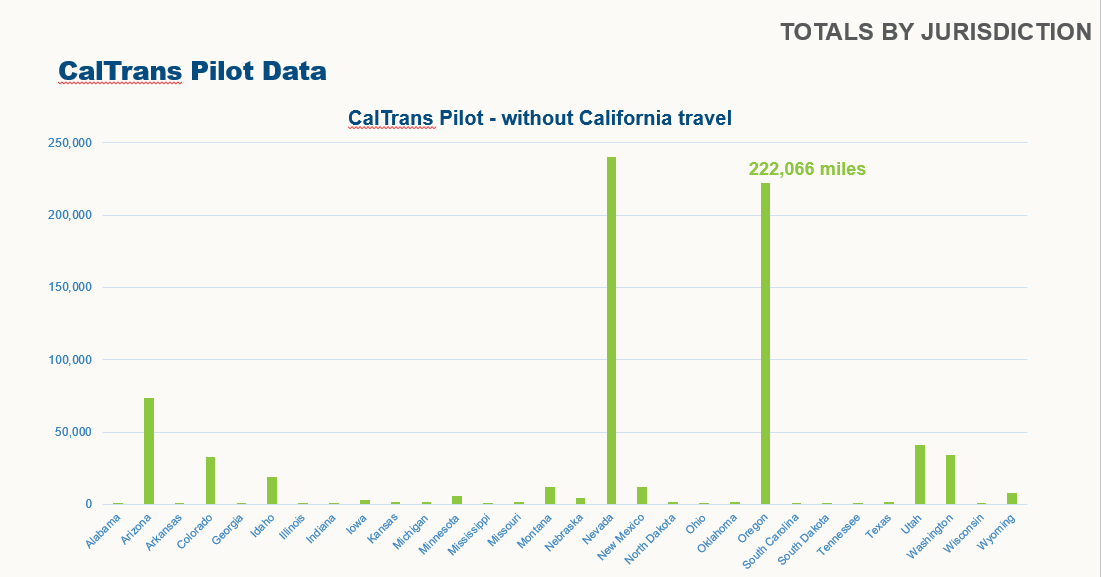 TOTALS BY JURISDICTION
CalTrans Pilot Data
CalTrans Pilot - without California travel
250,000
222,066 miles
200,000
150,000
100,000
50,000
0
Alabama
Arizona
Arkansas
Colorado
Georgia
Idaho
Illinois
Indiana
Iowa
Kansas
Michigan
Minnesota
Mississippi
Missouri
Montana
Nebraska
Nevada
New Mexico
North Dakota
Ohio
Oklahoma
Oregon
South Carolina
South Dakota
Tennessee
Texas
Utah
Washington
Wisconsin
Wyoming